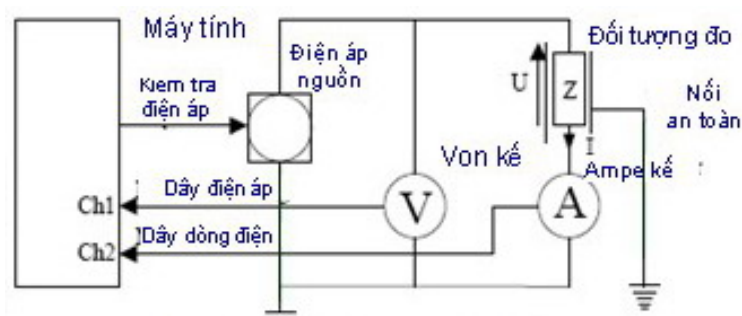 Máy tính
Điện áp
nguồn
Kiem tra
điện áp
Đối tượng đo
U
Z
I
Nối
an toàn
Von kế
Ampe kế
Dây điện áp
Ch1
V
A
Dây dòng điện
Ch2